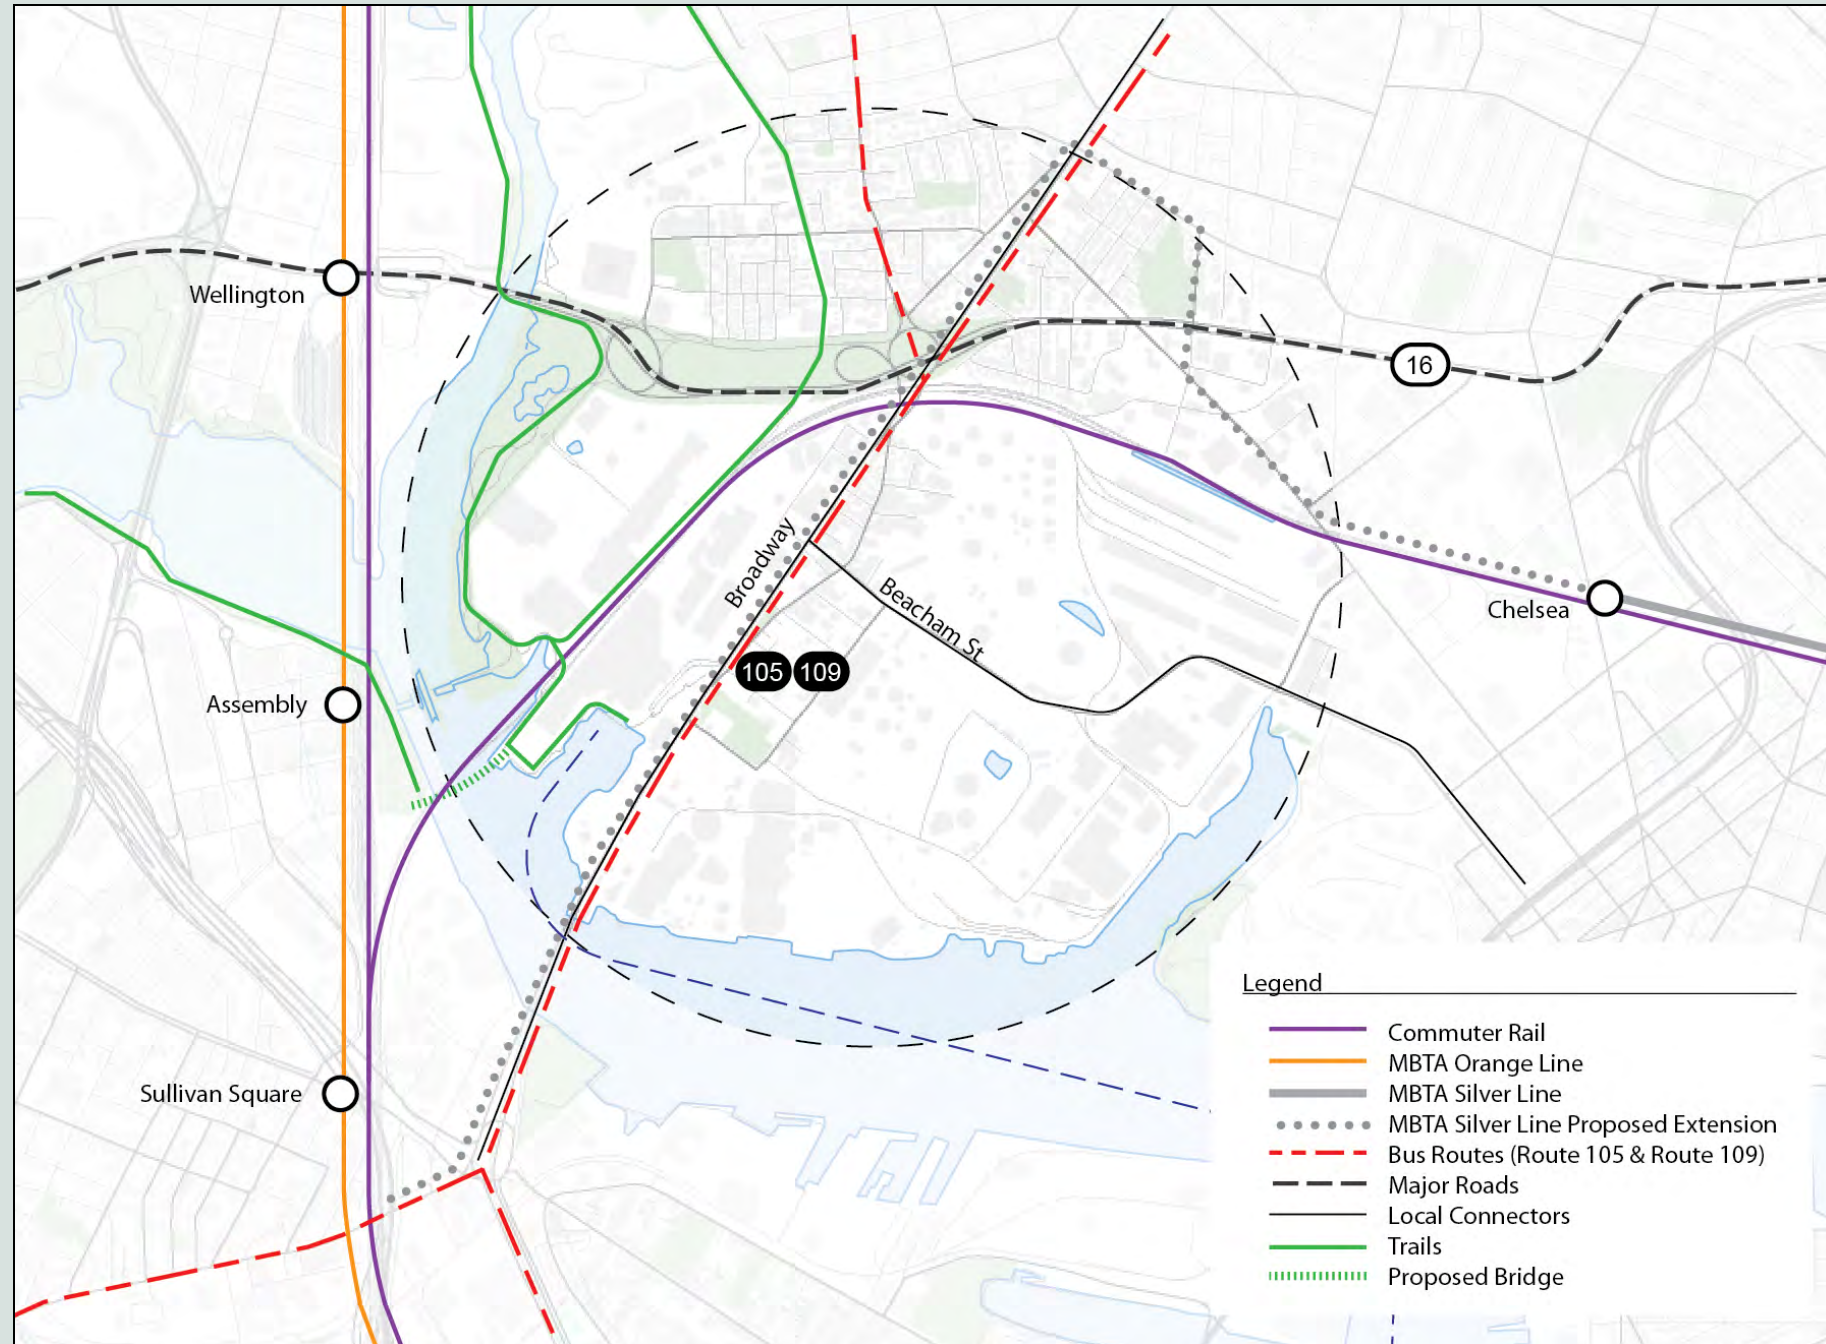 Wellington
16
Broadway
Beacham St
Chelsea
105 109
Assembly
Sullivan Square
Legend
Commuter Rail
MBTA Orange Line
MBTA Silver Line
MBTA Silver Line Proposed Extension
Bus Routes (Route 105 & Route 109)
Major Roads
Local Connectors
Trails
Proposed Bridge